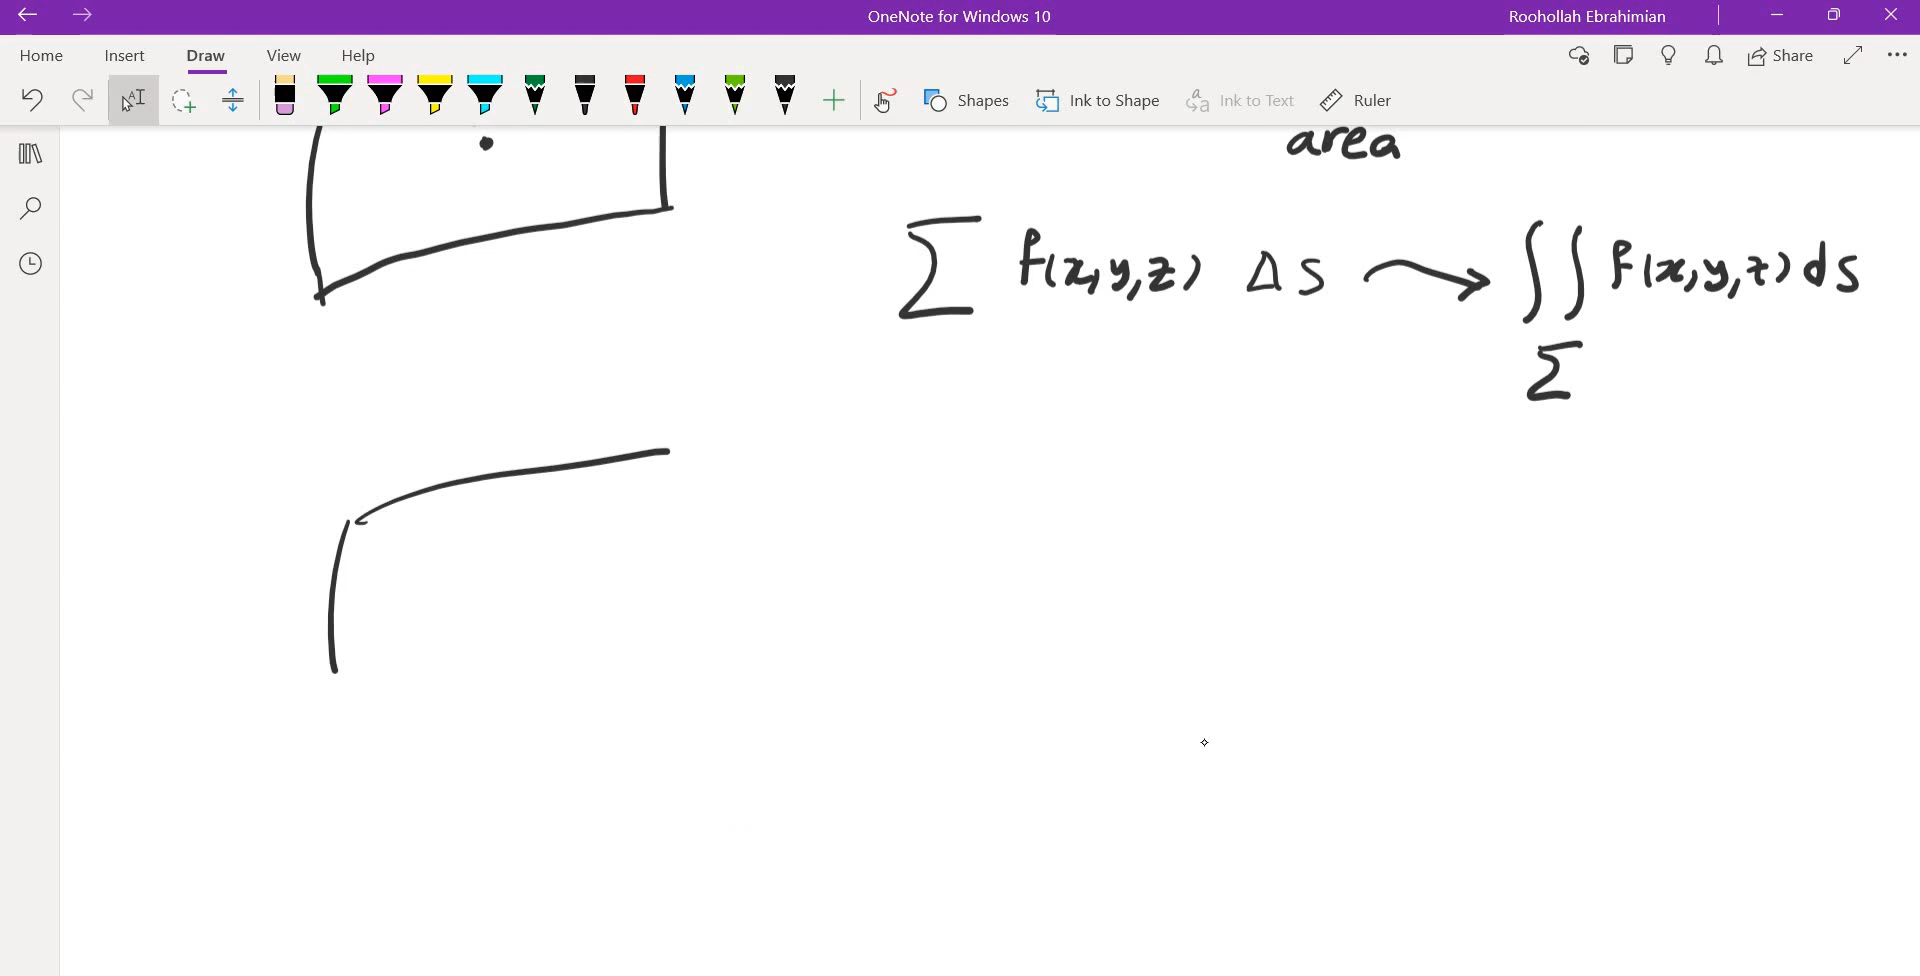 OneNote for Windows 10
Roohollah Ebrahimian
Home Insert Draw View Help
Share
Shapes Ink to Shape Ink to Text Ruler
area
∑ f(x,y,z) ΔS → ∬ f(x,y,z) dS
Σ